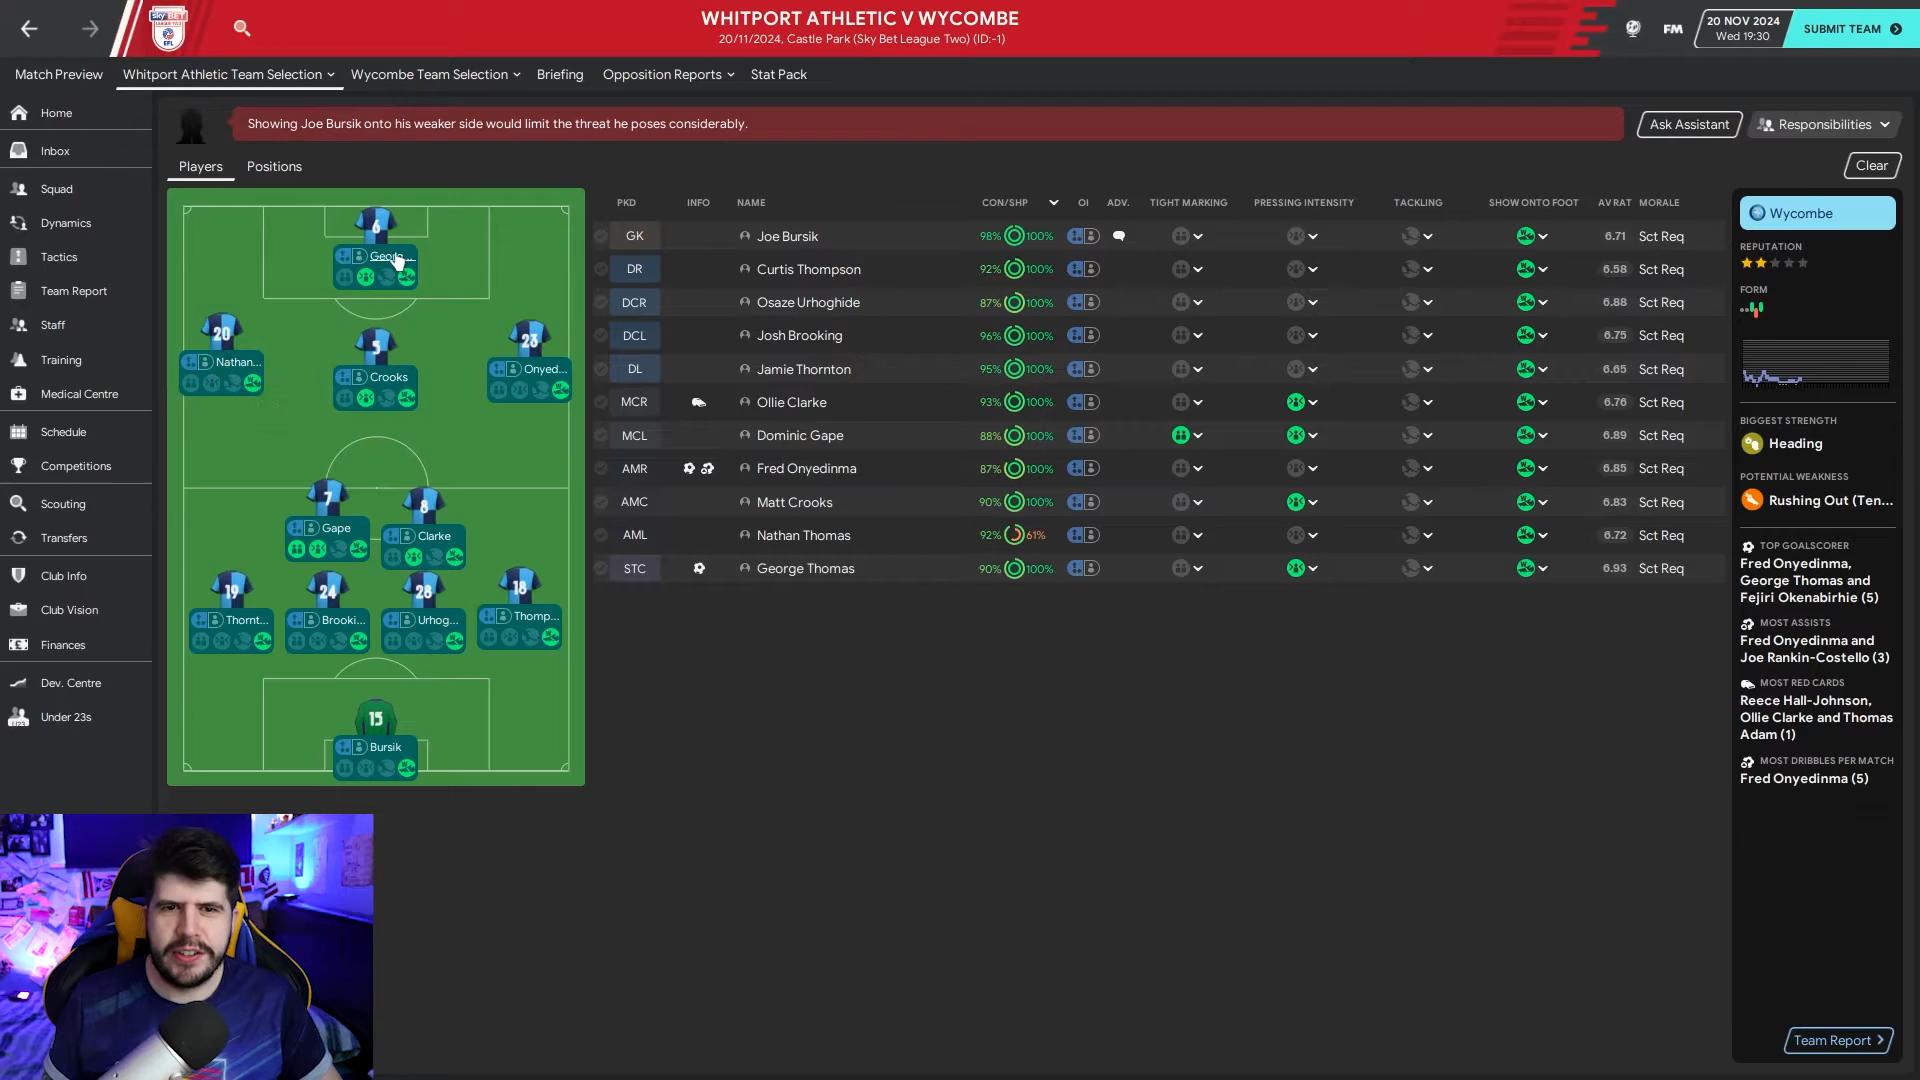 WHITPORT ATHLETIC V WYCOMBE
20/11/2024, Castle Park (Sky Bet League Two) (ID:-1)
sky BET
EFL
FM
20 NOV 2024
Wed 19:30
SUBMIT TEAM
Match Preview
Whitport Athletic Team Selection
Wycombe Team Selection
Briefing
Opposition Reports
Stat Pack
Home
Inbox
Squad
Dynamics
Tactics
Team Report
Staff
Training
Medical Centre
Schedule
Competitions
Scouting
Transfers
Club Info
Club Vision
Finances
Dev. Centre
U23
Under 23s
Showing Joe Bursik onto his weaker side would limit the threat he poses considerably.
Ask Assistant
Responsibilities
Players
Positions
Clear
6
Georg...
20
Nathan...
5
Crooks
23
Onyed...
7
Gape
8
Clarke
19
Thornt...
24
Brooki...
28
Urhog...
18
Thomp...
15
Bursik
PKD INFO NAME CON/SHP OI ADV. TIGHT MARKING PRESSING INTENSITY TACKLING SHOW ONTO FOOT AV RAT MORALE
GK Joe Bursik 98% 100% 6.71 Sct Req
DR Curtis Thompson 92% 100% 6.58 Sct Req
DCR Osaze Urhoghide 87% 100% 6.88 Sct Req
DCL Josh Brooking 96% 100% 6.75 Sct Req
DL Jamie Thornton 95% 100% 6.65 Sct Req
MCR Ollie Clarke 93% 100% 6.76 Sct Req
MCL Dominic Gape 88% 100% 6.89 Sct Req
AMR Fred Onyedinma 87% 100% 6.85 Sct Req
AMC Matt Crooks 90% 100% 6.83 Sct Req
AML Nathan Thomas 92% 61% 6.72 Sct Req
STC George Thomas 90% 100% 6.93 Sct Req
Wycombe
REPUTATION
FORM
BIGGEST STRENGTH
Heading
POTENTIAL WEAKNESS
Rushing Out (Ten...
TOP GOALSCORER
Fred Onyedinma,
George Thomas and
Fejiri Okenabirhie (5)
MOST ASSISTS
Fred Onyedinma and
Joe Rankin-Costello (3)
MOST RED CARDS
Reece Hall-Johnson,
Ollie Clarke and Thomas
Adam (1)
MOST DRIBBLES PER MATCH
Fred Onyedinma (5)
Team Report